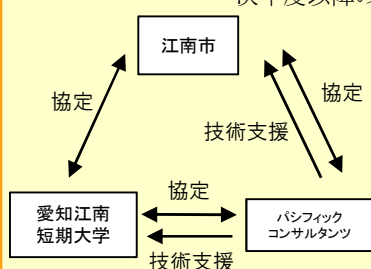 江南市
協定
協定
技術支援
愛知江南
短期大学
協定
技術支援
パシフィック
コンサルタンツ